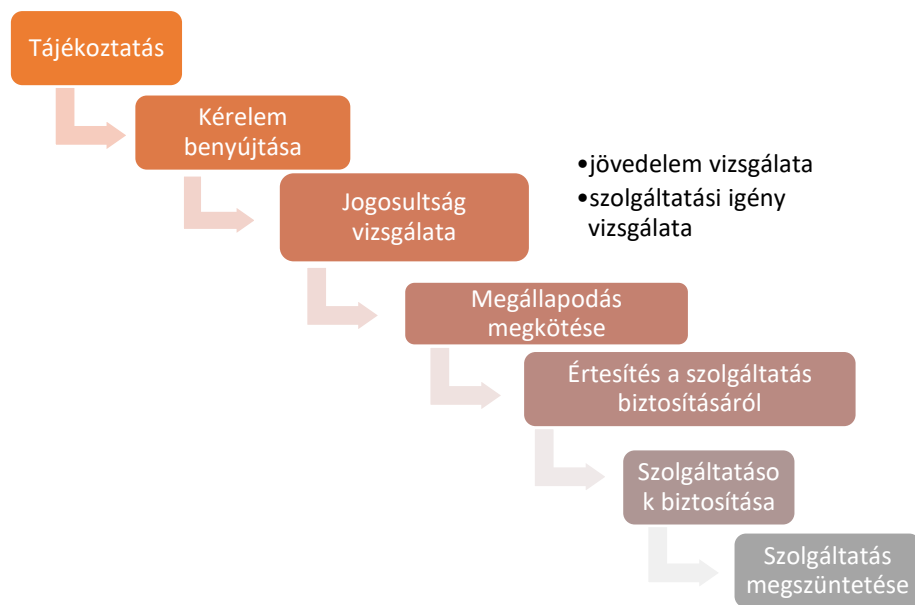 Tájékoztatás
Kérelem
benyújtása
Jogosultság
vizsgálata
•jövedelem vizsgálata
•szolgáltatási igény
vizsgálata
Megállapodás
megkötése
Értesítés a szolgáltatás
biztosításáról
Szolgáltatáso
k biztosítása
Szolgáltatás
megszüntetése